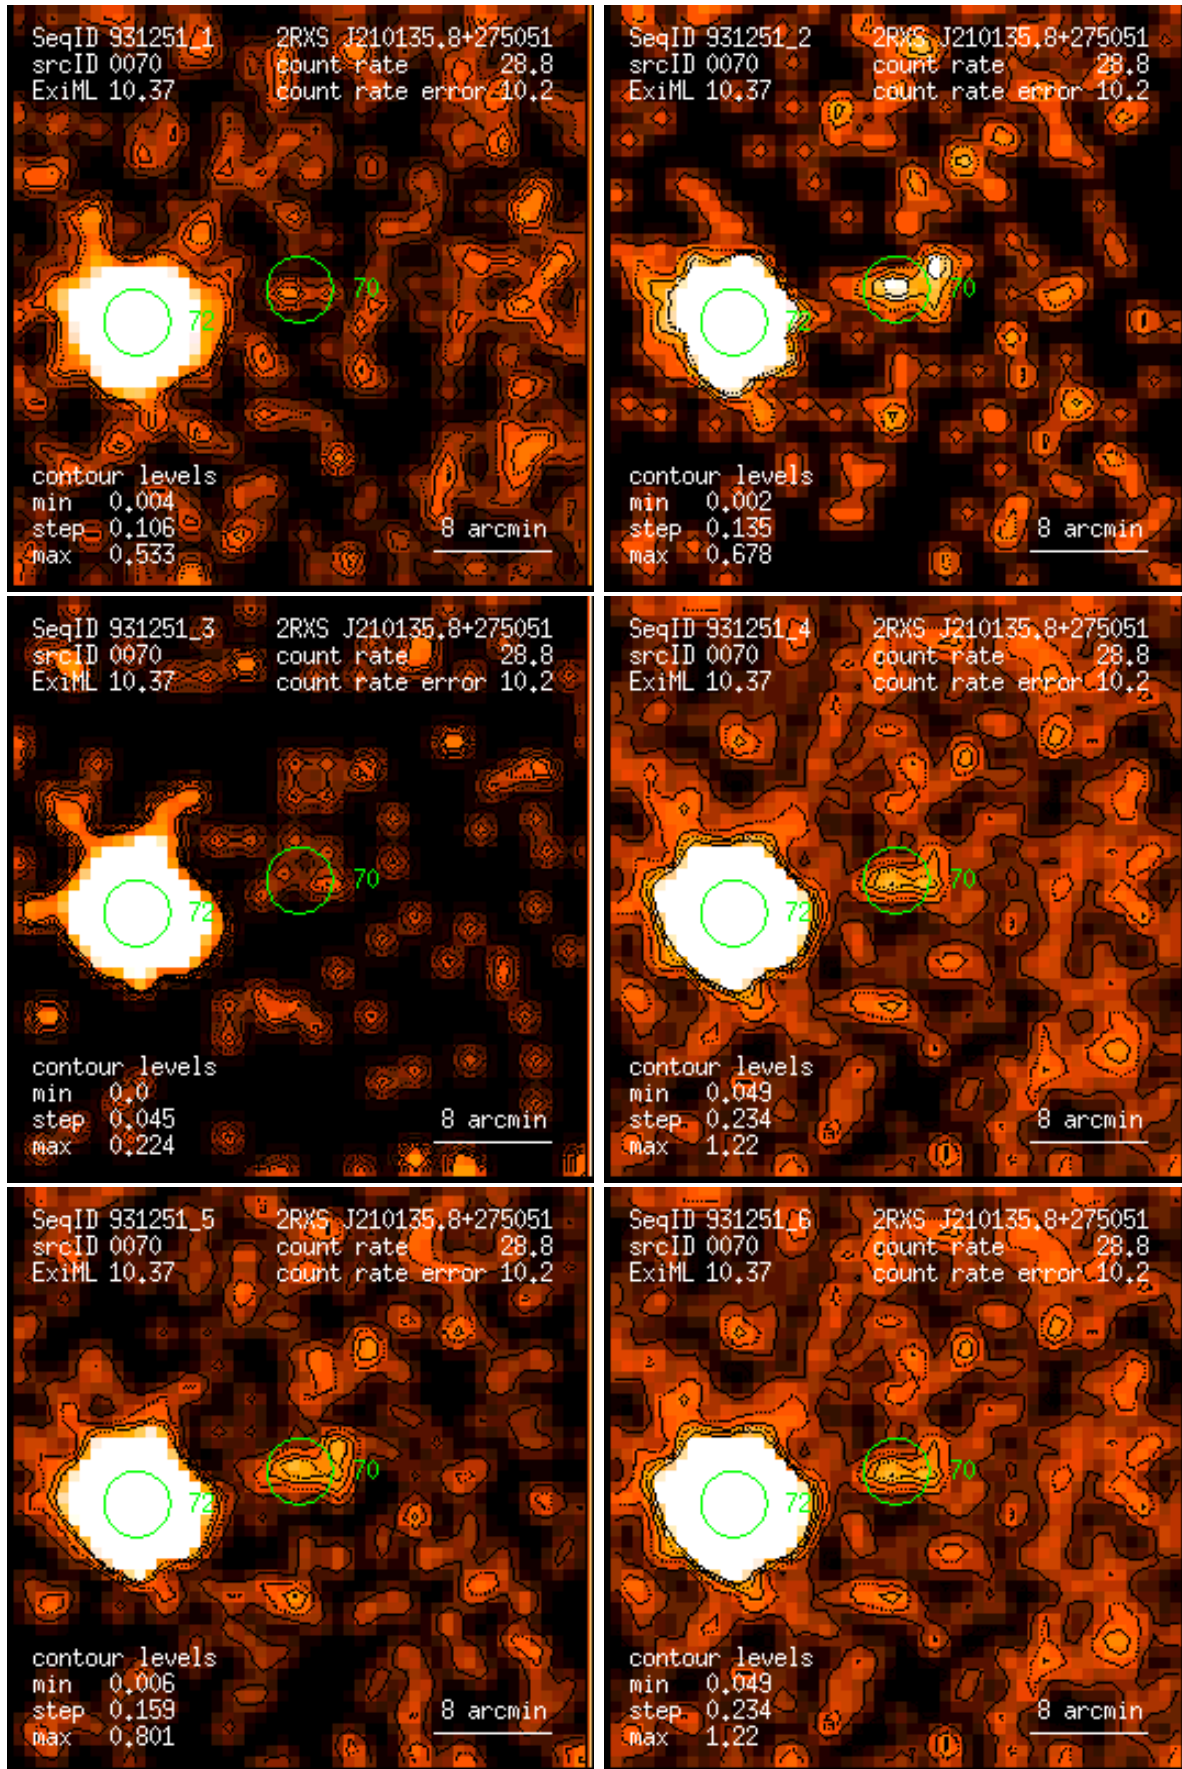 SeqID 931251_1 2RXS J210135.8+275051
srcID 0070 count rate 28.8
ExiML 10.37 count rate error 10.2
70
72
contour levels
min 0.004
step 0.106 8 arcmin
max 0.533
SeqID 931251_2 2RXS J210135.8+275051
srcID 0070 count rate 28.8
ExiML 10.37 count rate error 10.2
70
72
contour levels
min 0.002
step 0.135 8 arcmin
max 0.678
SeqID 931251_3 2RXS J210135.8+275051
srcID 0070 count rate 28.8
ExiML 10.37 count rate error 10.2
70
72
contour levels
min 0.0
step 0.045 8 arcmin
max 0.224
SeqID 931251_4 2RXS J210135.8+275051
srcID 0070 count rate 28.8
ExiML 10.37 count rate error 10.2
70
72
contour levels
min 0.049
step 0.234 8 arcmin
max 1.22
SeqID 931251_5 2RXS J210135.8+275051
srcID 0070 count rate 28.8
ExiML 10.37 count rate error 10.2
70
72
contour levels
min 0.006
step 0.159 8 arcmin
max 0.801
SeqID 931251_6 2RXS J210135.8+275051
srcID 0070 count rate 28.8
ExiML 10.37 count rate error 10.2
70
72
contour levels
min 0.049
step 0.234 8 arcmin
max 1.22